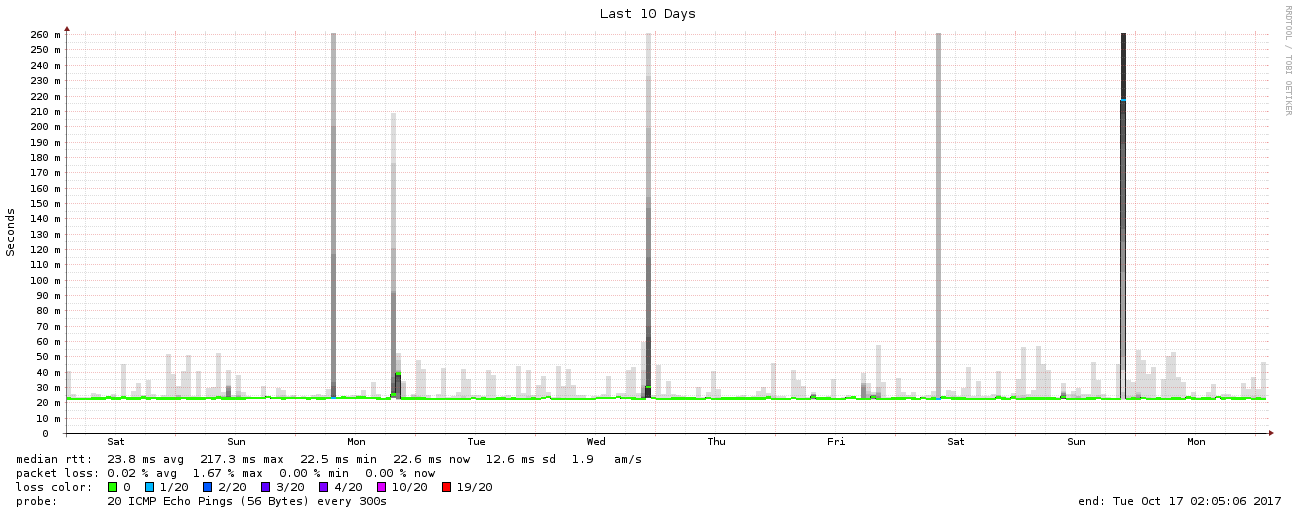 Last 10 Days
RRDTOOL / TOBI OETIKER
Seconds
260 m
250 m
240 m
230 m
220 m
210 m
200 m
190 m
180 m
170 m
160 m
150 m
140 m
130 m
120 m
110 m
100 m
90 m
80 m
70 m
60 m
50 m
40 m
30 m
20 m
10 m
0
Sat Sun Mon Tue Wed Thu Fri Sat Sun Mon
median rtt: 23.8 ms avg 217.3 ms max 22.5 ms min 22.6 ms now 12.6 ms sd 1.9 am/s
packet loss: 0.02 % avg 1.67 % max 0.00 % min 0.00 % now
loss color: 0 1/20 2/20 3/20 4/20 10/20 19/20
probe: 20 ICMP Echo Pings (56 Bytes) every 300s end: Tue Oct 17 02:05:06 2017